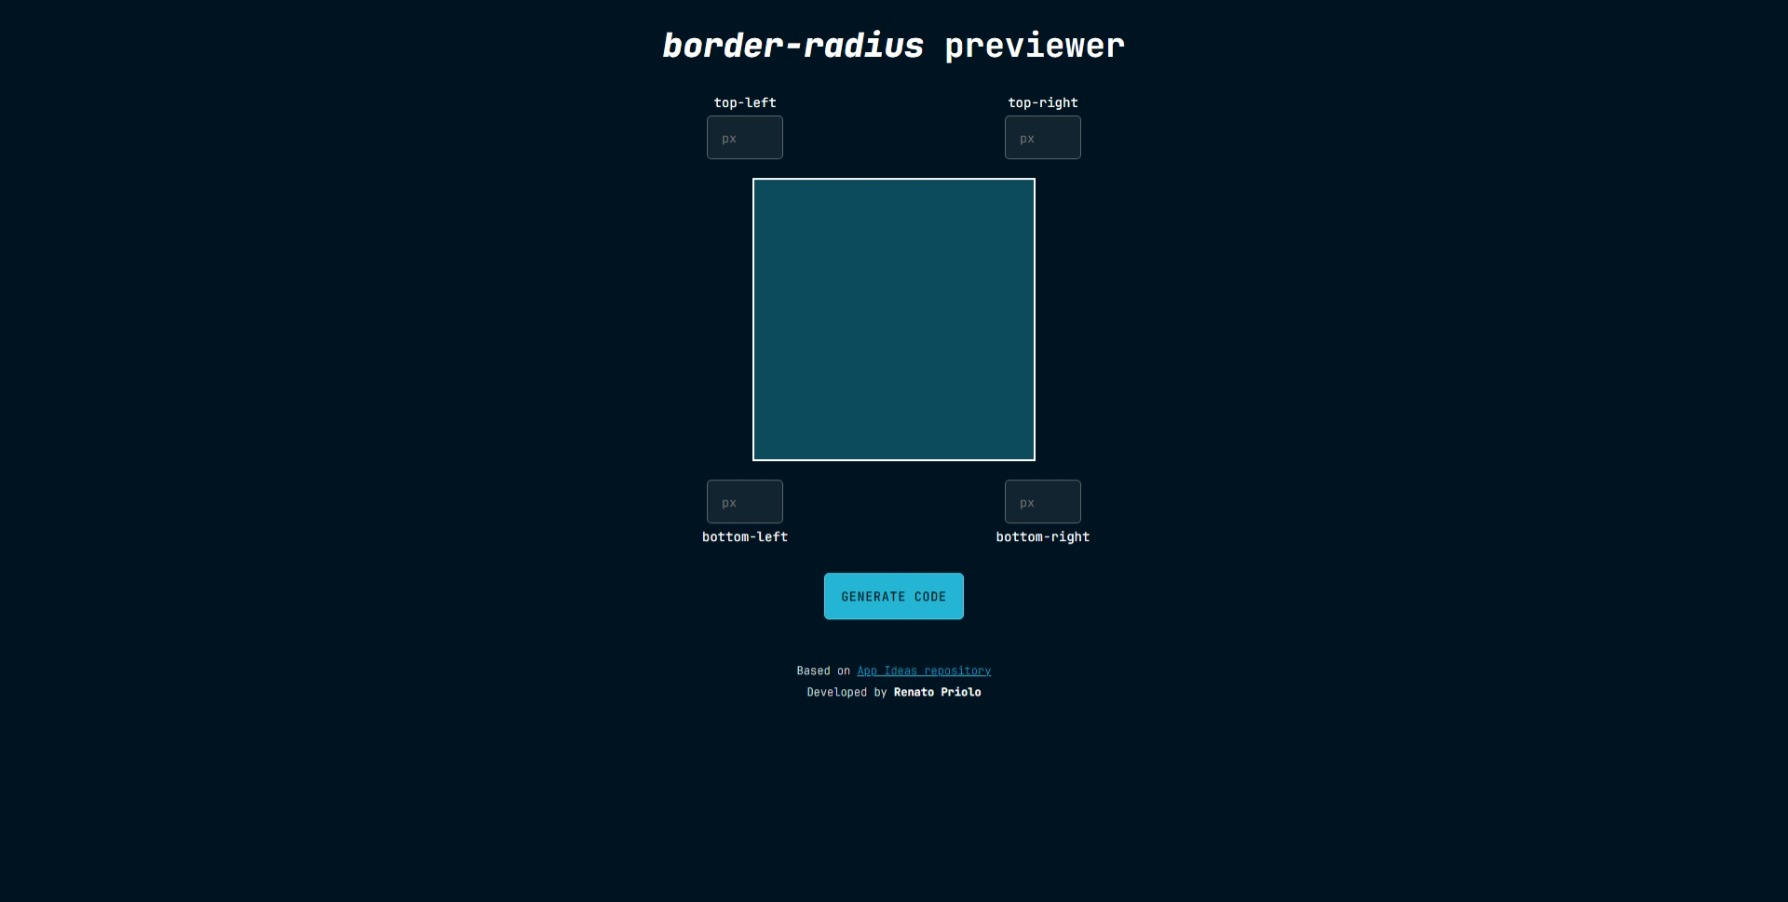 border-radius previewer
top-left top-right
px px
px px
bottom-left bottom-right
GENERATE CODE
Based on App Ideas repository
Developed by Renato Priolo